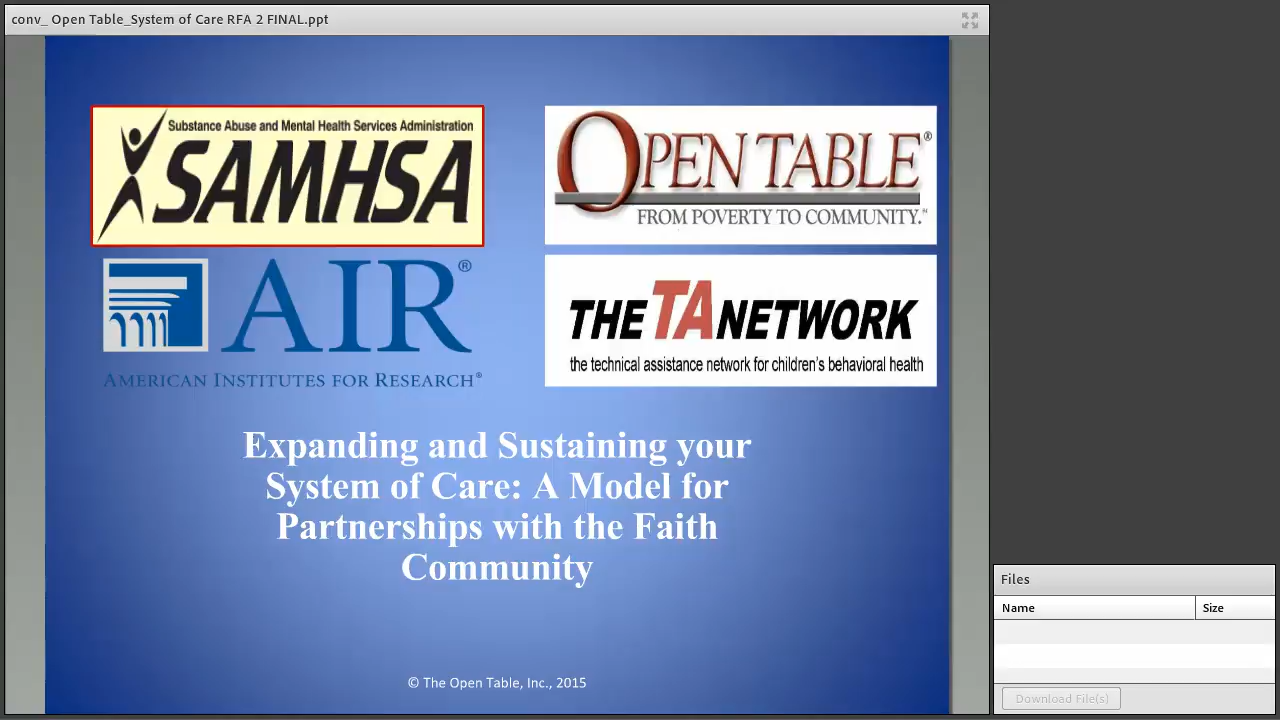 conv_ Open Table_System of Care RFA 2 FINAL.ppt
Substance Abuse and Mental Health Services Administration
SAMHSA
OPEN TABLE®
FROM POVERTY TO COMMUNITY.™
AIR®
AMERICAN INSTITUTES FOR RESEARCH®
THE TA NETWORK
the technical assistance network for children's behavioral health
Expanding and Sustaining your
System of Care: A Model for
Partnerships with the Faith
Community
© The Open Table, Inc., 2015
Files
Name Size
Download File(s)